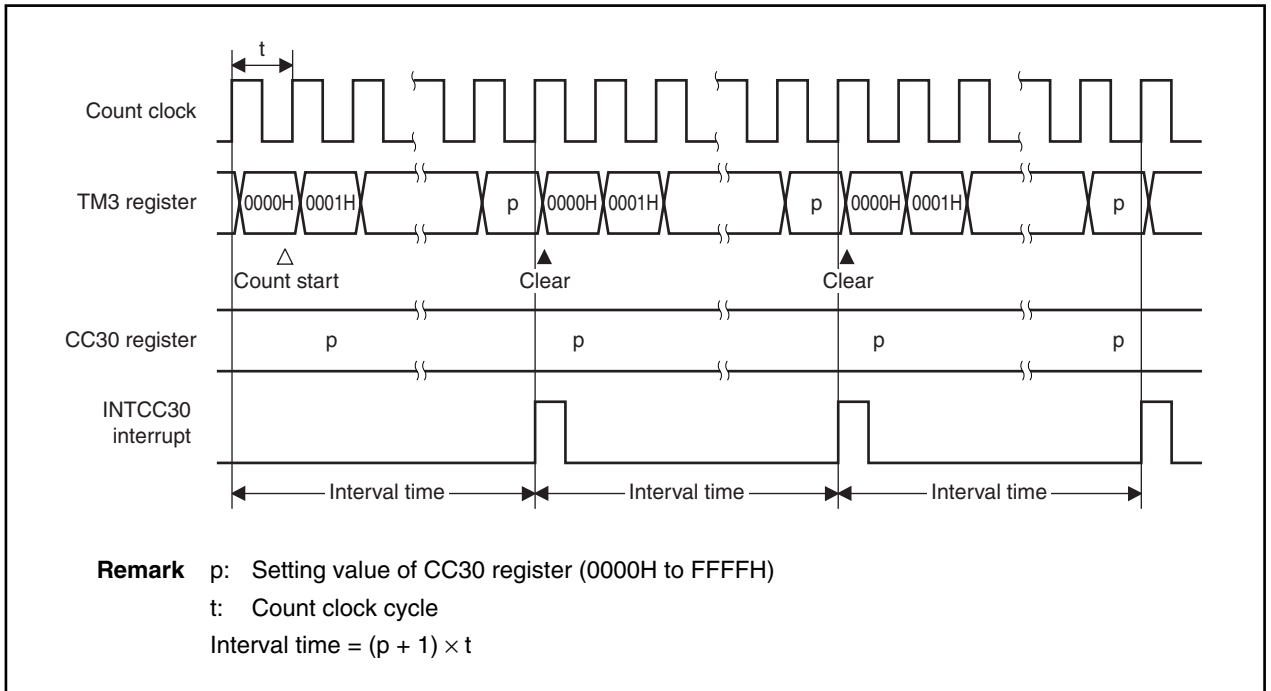 t
Count clock
TM3 register 0000H 0001H p 0000H 0001H p 0000H 0001H p
Count start Clear Clear
CC30 register p p p p
INTCC30
interrupt
Interval time Interval time Interval time
Remark p: Setting value of CC30 register (0000H to FFFFH)
t: Count clock cycle
Interval time = (p + 1) × t